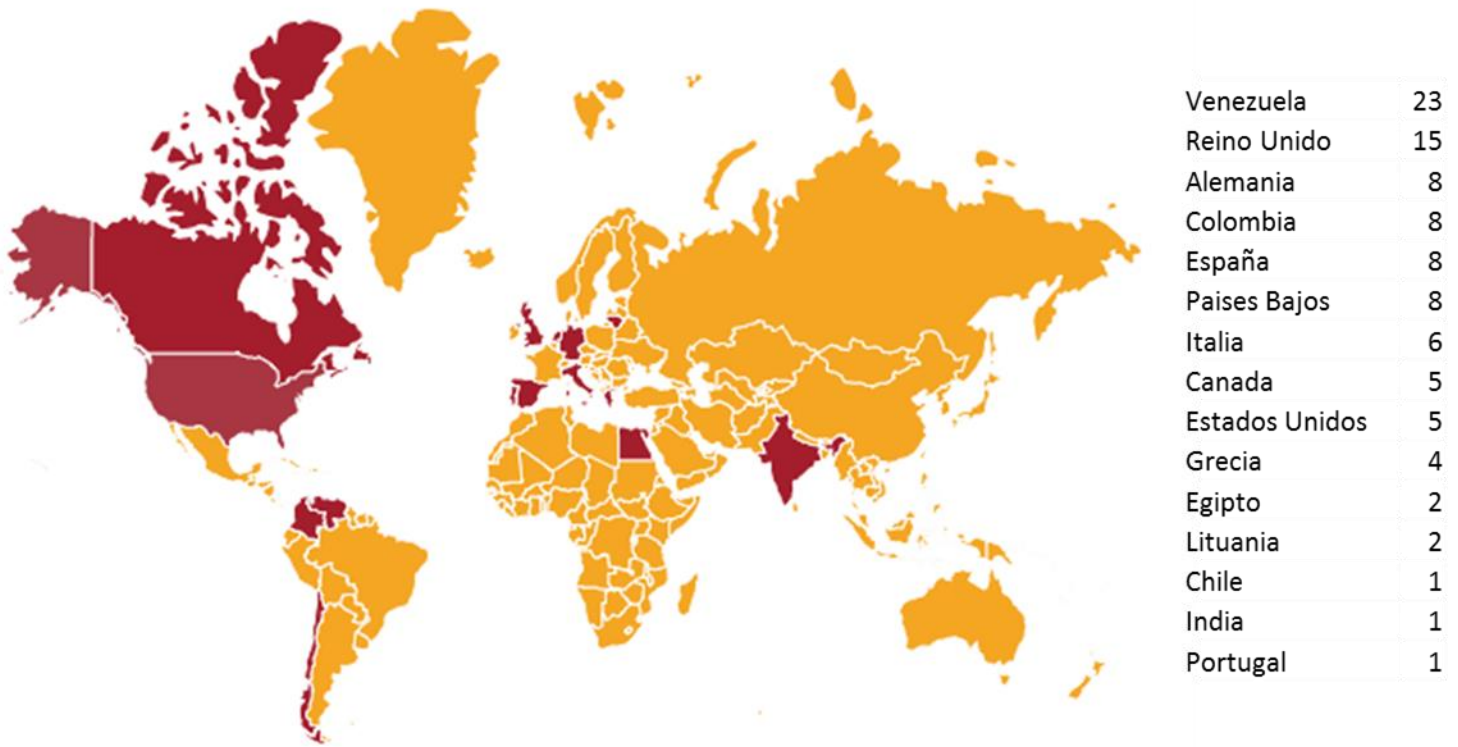 Venezuela 23
Reino Unido 15
Alemania 8
Colombia 8
España 8
Paises Bajos 8
Italia 6
Canada 5
Estados Unidos 5
Grecia 4
Egipto 2
Lituania 2
Chile 1
India 1
Portugal 1